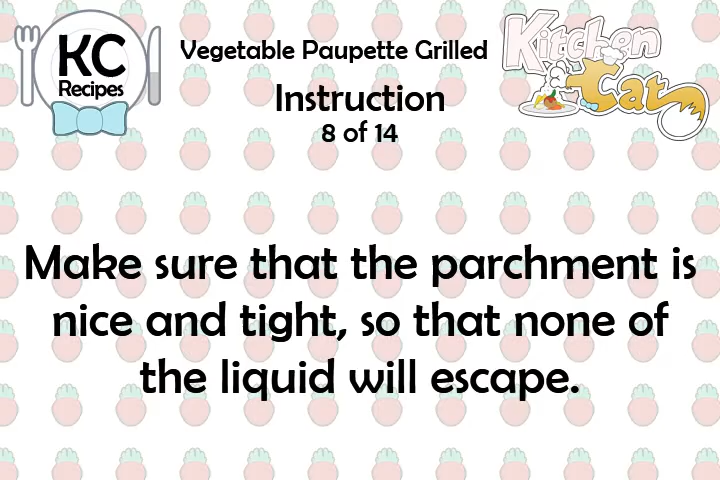 KC
Recipes
Vegetable Paupette Grilled
Kitchen
Cat
Instruction
8 of 14
Make sure that the parchment is
nice and tight, so that none of
the liquid will escape.